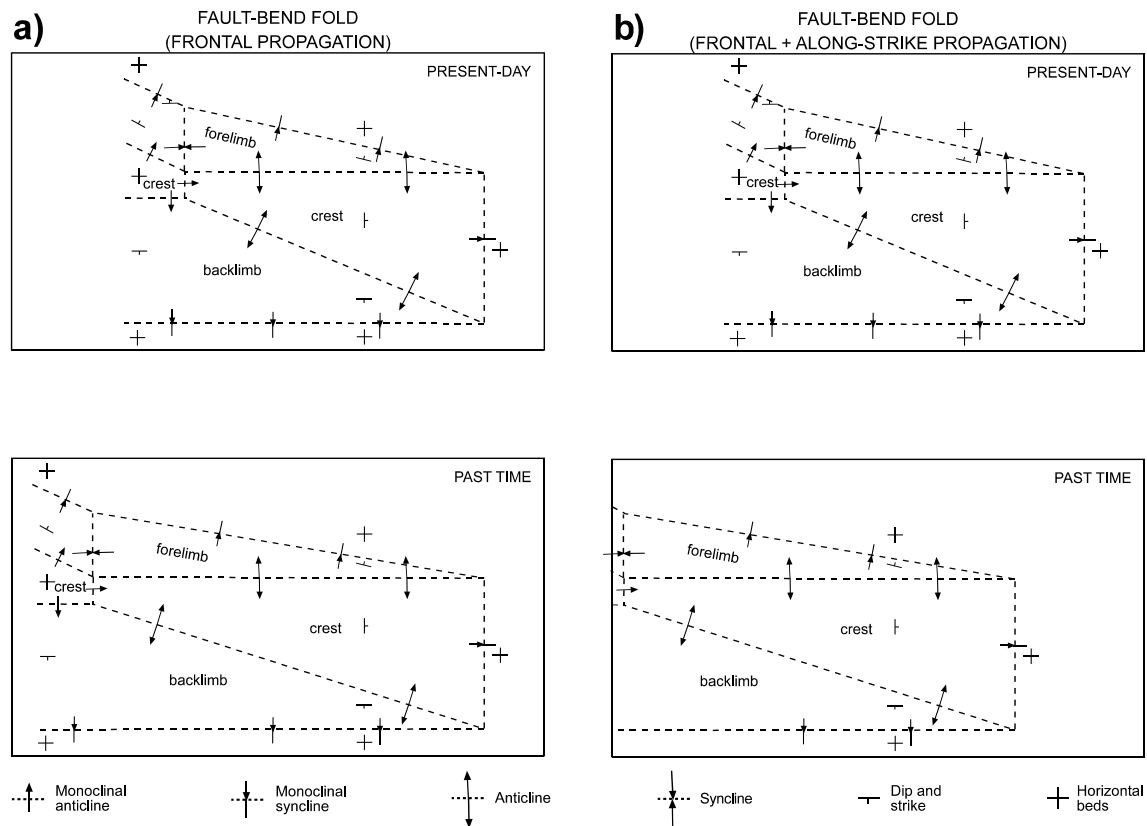 a)
FAULT-BEND FOLD
(FRONTAL PROPAGATION)
PRESENT-DAY
forelimb
crest
crest
backlimb
b)
FAULT-BEND FOLD
(FRONTAL + ALONG-STRIKE PROPAGATION)
PRESENT-DAY
forelimb
crest
crest
backlimb
PAST TIME
forelimb
crest
crest
backlimb
PAST TIME
forelimb
crest
backlimb
Monoclinal
anticline
Monoclinal
syncline
Anticline
Syncline
Dip and
strike
Horizontal
beds